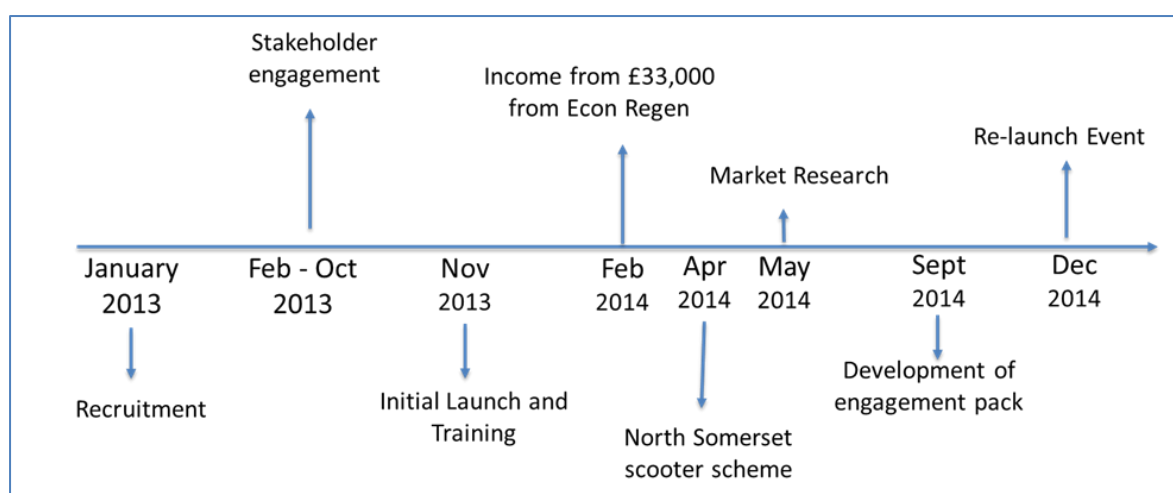 Stakeholder
engagement
Income from £33,000
from Econ Regen
Re-launch Event
Market Research
January
2013
Feb - Oct
2013
Nov
2013
Feb
2014
Apr
2014
May
2014
Sept
2014
Dec
2014
Recruitment
Initial Launch and
Training
North Somerset
scooter scheme
Development of
engagement pack